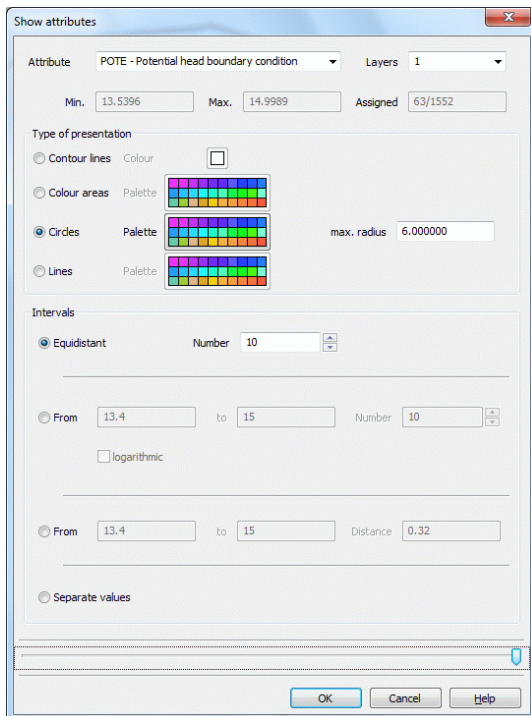 Show attributes
Attribute POTE - Potential head boundary condition Layers 1
Min. 13.5396 Max. 14.9989 Assigned 63/1552
Type of presentation
Contour lines Colour
Colour areas Palette
Circles Palette max. radius 6.000000
Lines Palette
Intervals
Equidistant Number 10
From 13.4 to 15 Number 10
logarithmic
From 13.4 to 15 Distance 0.32
Separate values
OK Cancel Help